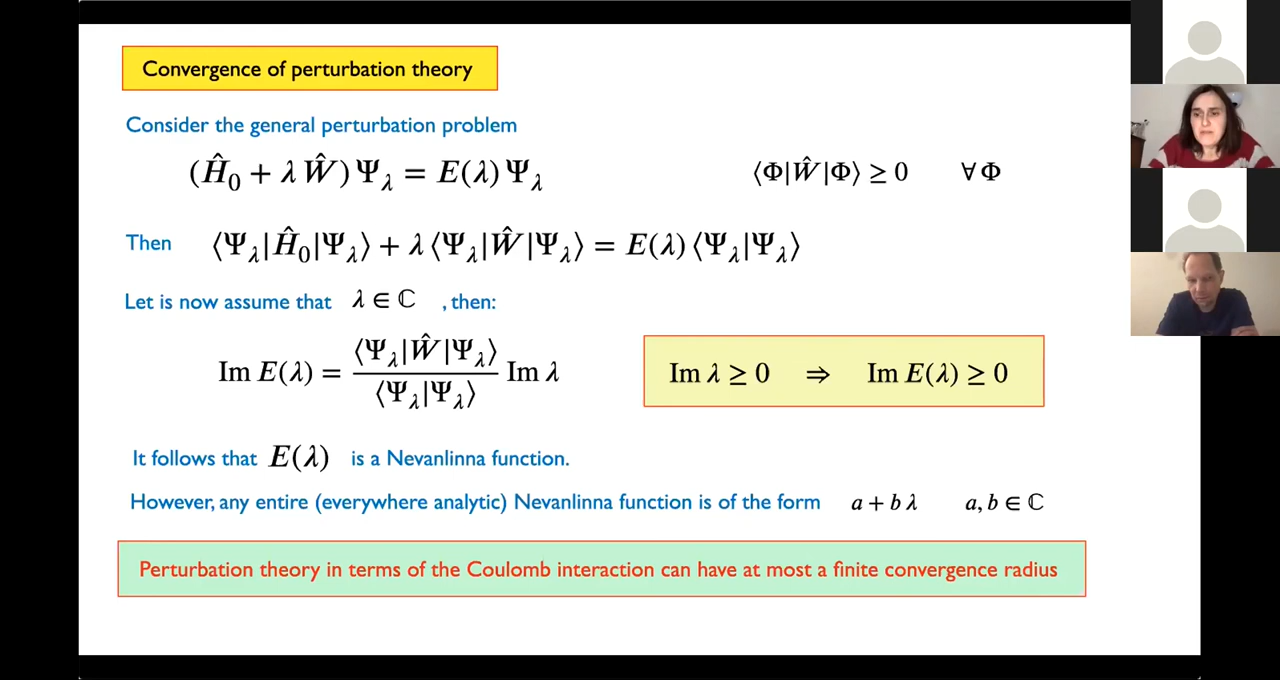 Convergence of perturbation theory
Consider the general perturbation problem
(Ĥ₀ + λ Ŵ) Ψ_λ = E(λ) Ψ_λ ⟨Φ|Ŵ|Φ⟩ ≥ 0 ∀ Φ
Then ⟨Ψ_λ|Ĥ₀|Ψ_λ⟩ + λ ⟨Ψ_λ|Ŵ|Ψ_λ⟩ = E(λ) ⟨Ψ_λ|Ψ_λ⟩
Let is now assume that λ ∈ ℂ , then:
Im E(λ) = ⟨Ψ_λ|Ŵ|Ψ_λ⟩ / ⟨Ψ_λ|Ψ_λ⟩ Im λ Im λ ≥ 0 ⇒ Im E(λ) ≥ 0
It follows that E(λ) is a Nevanlinna function.
However, any entire (everywhere analytic) Nevanlinna function is of the form a + b λ a, b ∈ ℂ
Perturbation theory in terms of the Coulomb interaction can have at most a finite convergence radius